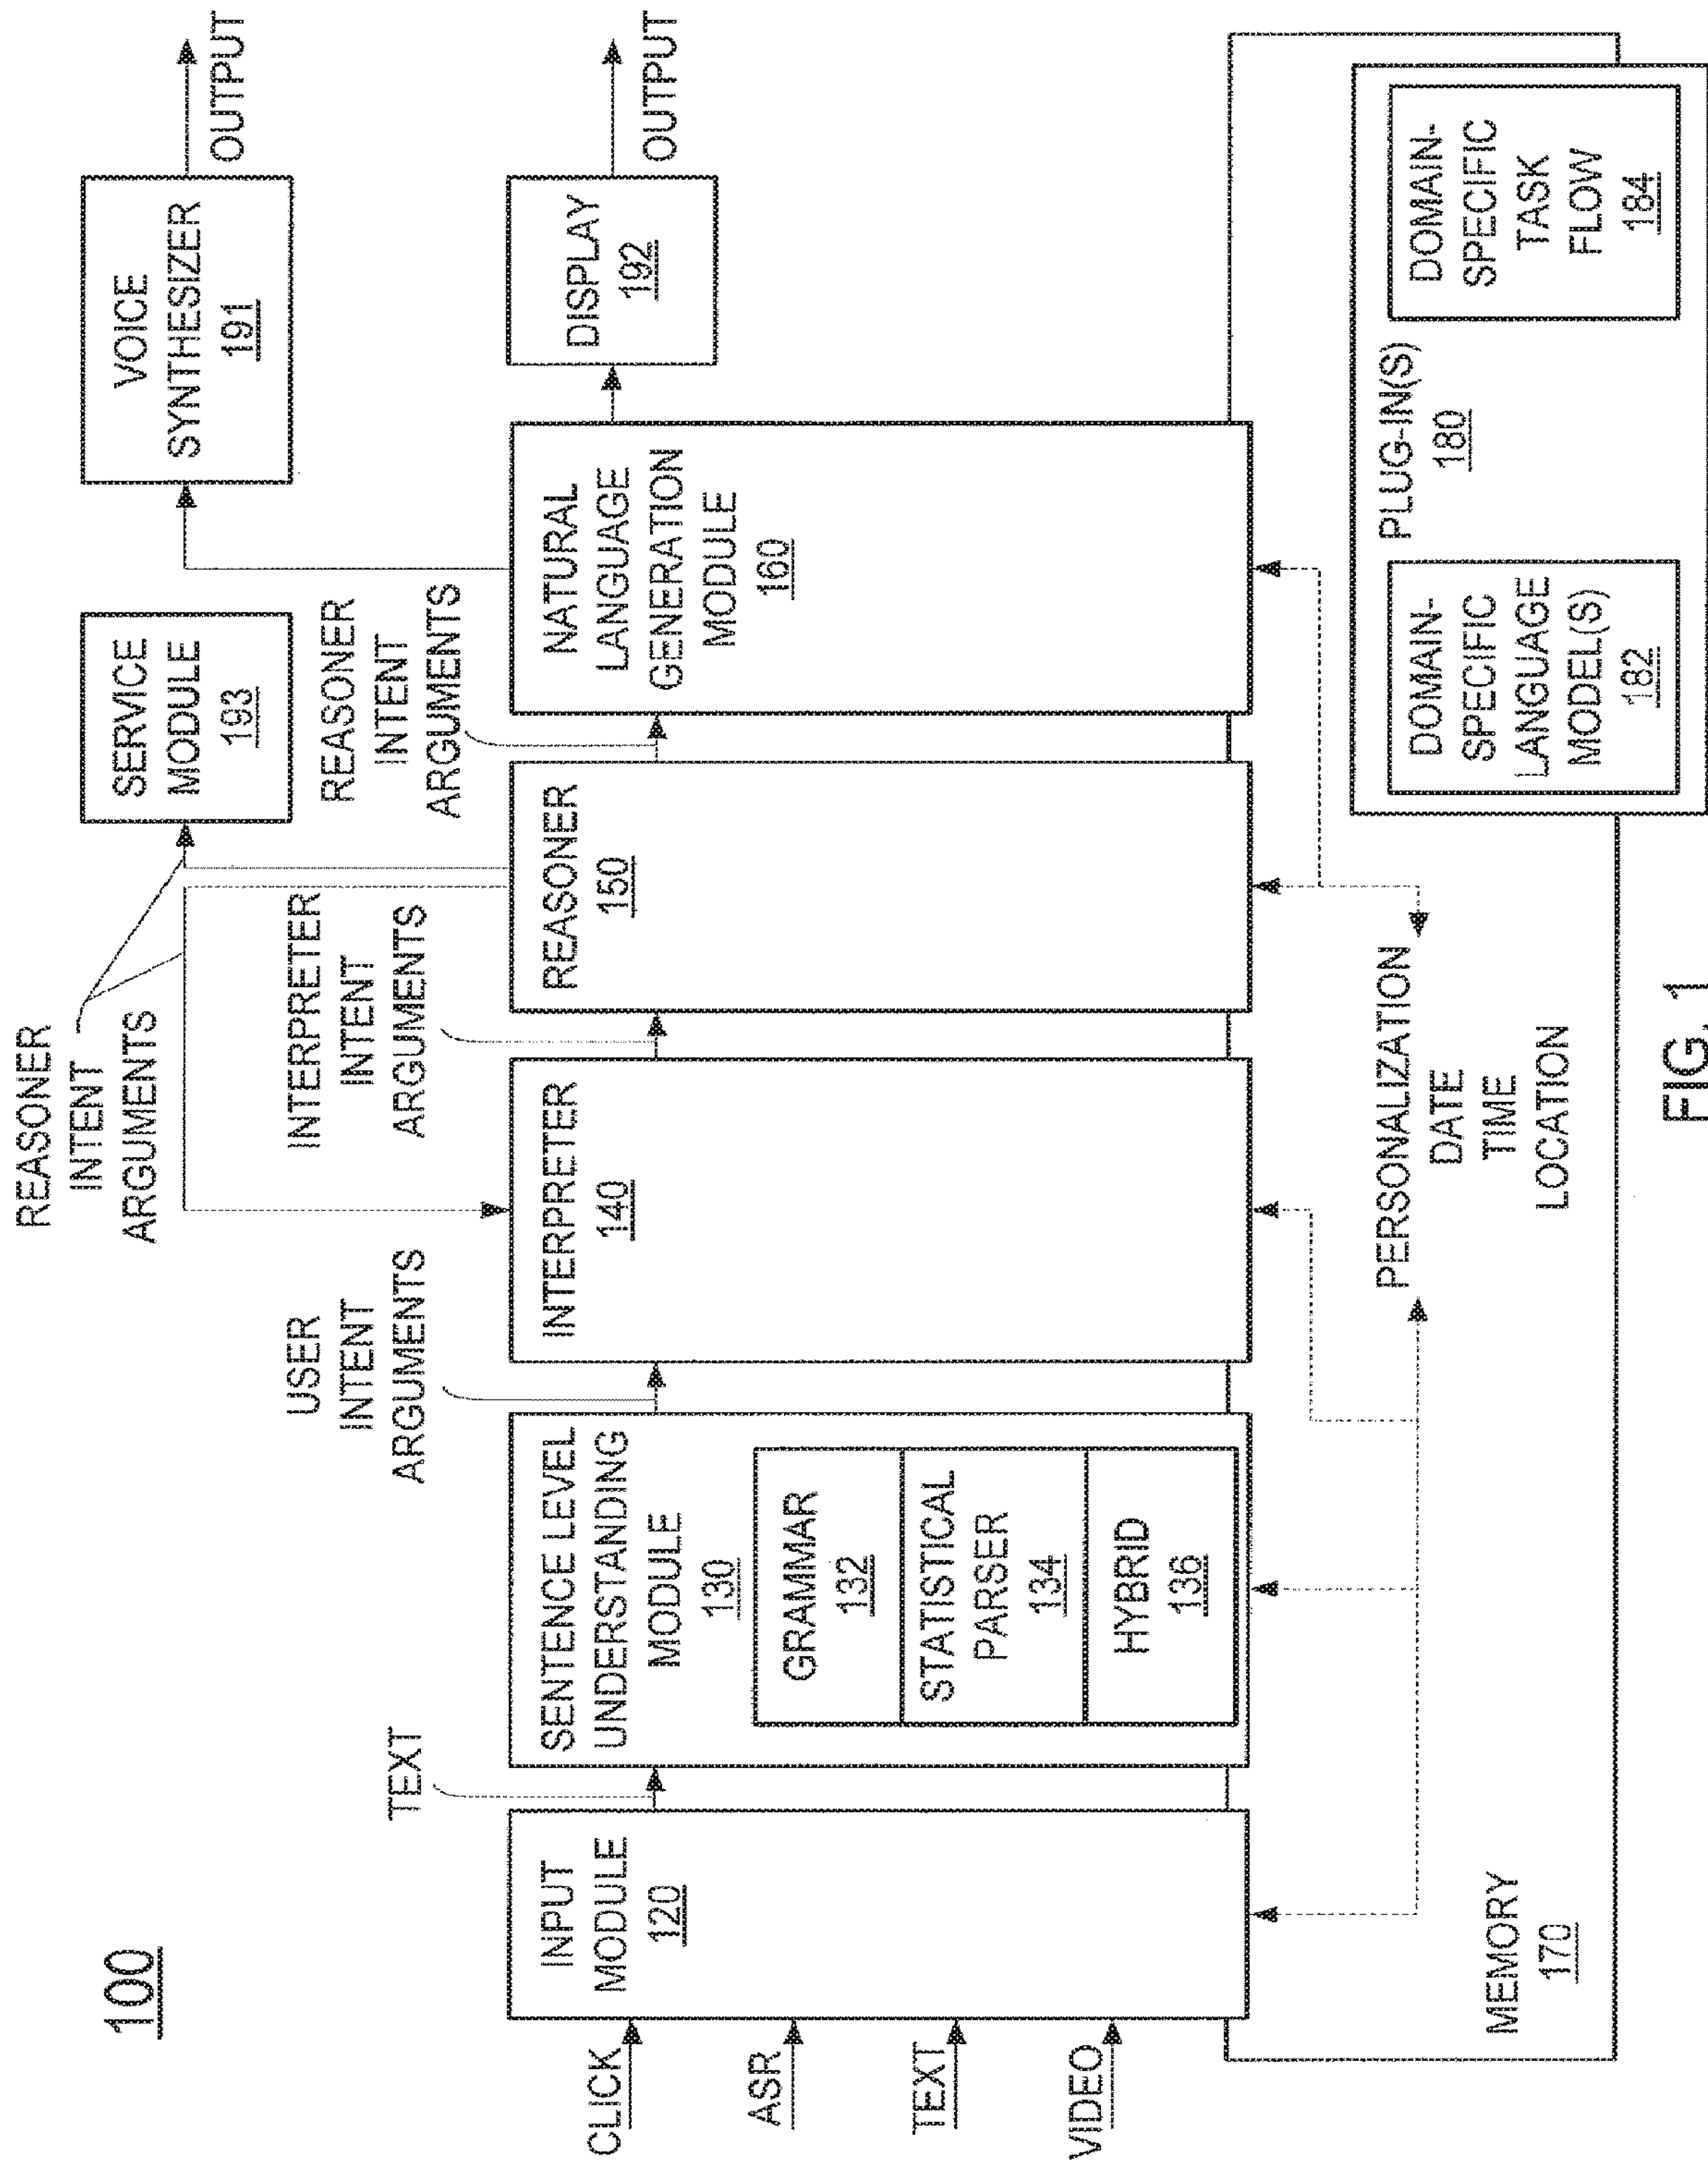 100
CLICK
ASR
TEXT
VIDEO
INPUT
MODULE
120
TEXT
SENTENCE LEVEL
UNDERSTANDING
MODULE
130
GRAMMAR
132
STATISTICAL
PARSER
134
HYBRID
136
USER
INTENT
ARGUMENTS
INTERPRETER
140
REASONER
INTENT
ARGUMENTS
INTERPRETER
INTENT
ARGUMENTS
REASONER
150
SERVICE
MODULE
193
REASONER
INTENT
ARGUMENTS
NATURAL
LANGUAGE
GENERATION
MODULE
160
VOICE
SYNTHESIZER
191
OUTPUT
DISPLAY
192
OUTPUT
MEMORY
170
PERSONALIZATION
DATE
TIME
LOCATION
PLUG-IN(S)
180
DOMAIN-
SPECIFIC
LANGUAGE
MODEL(S)
182
DOMAIN-
SPECIFIC
TASK
FLOW
184
FIG. 1